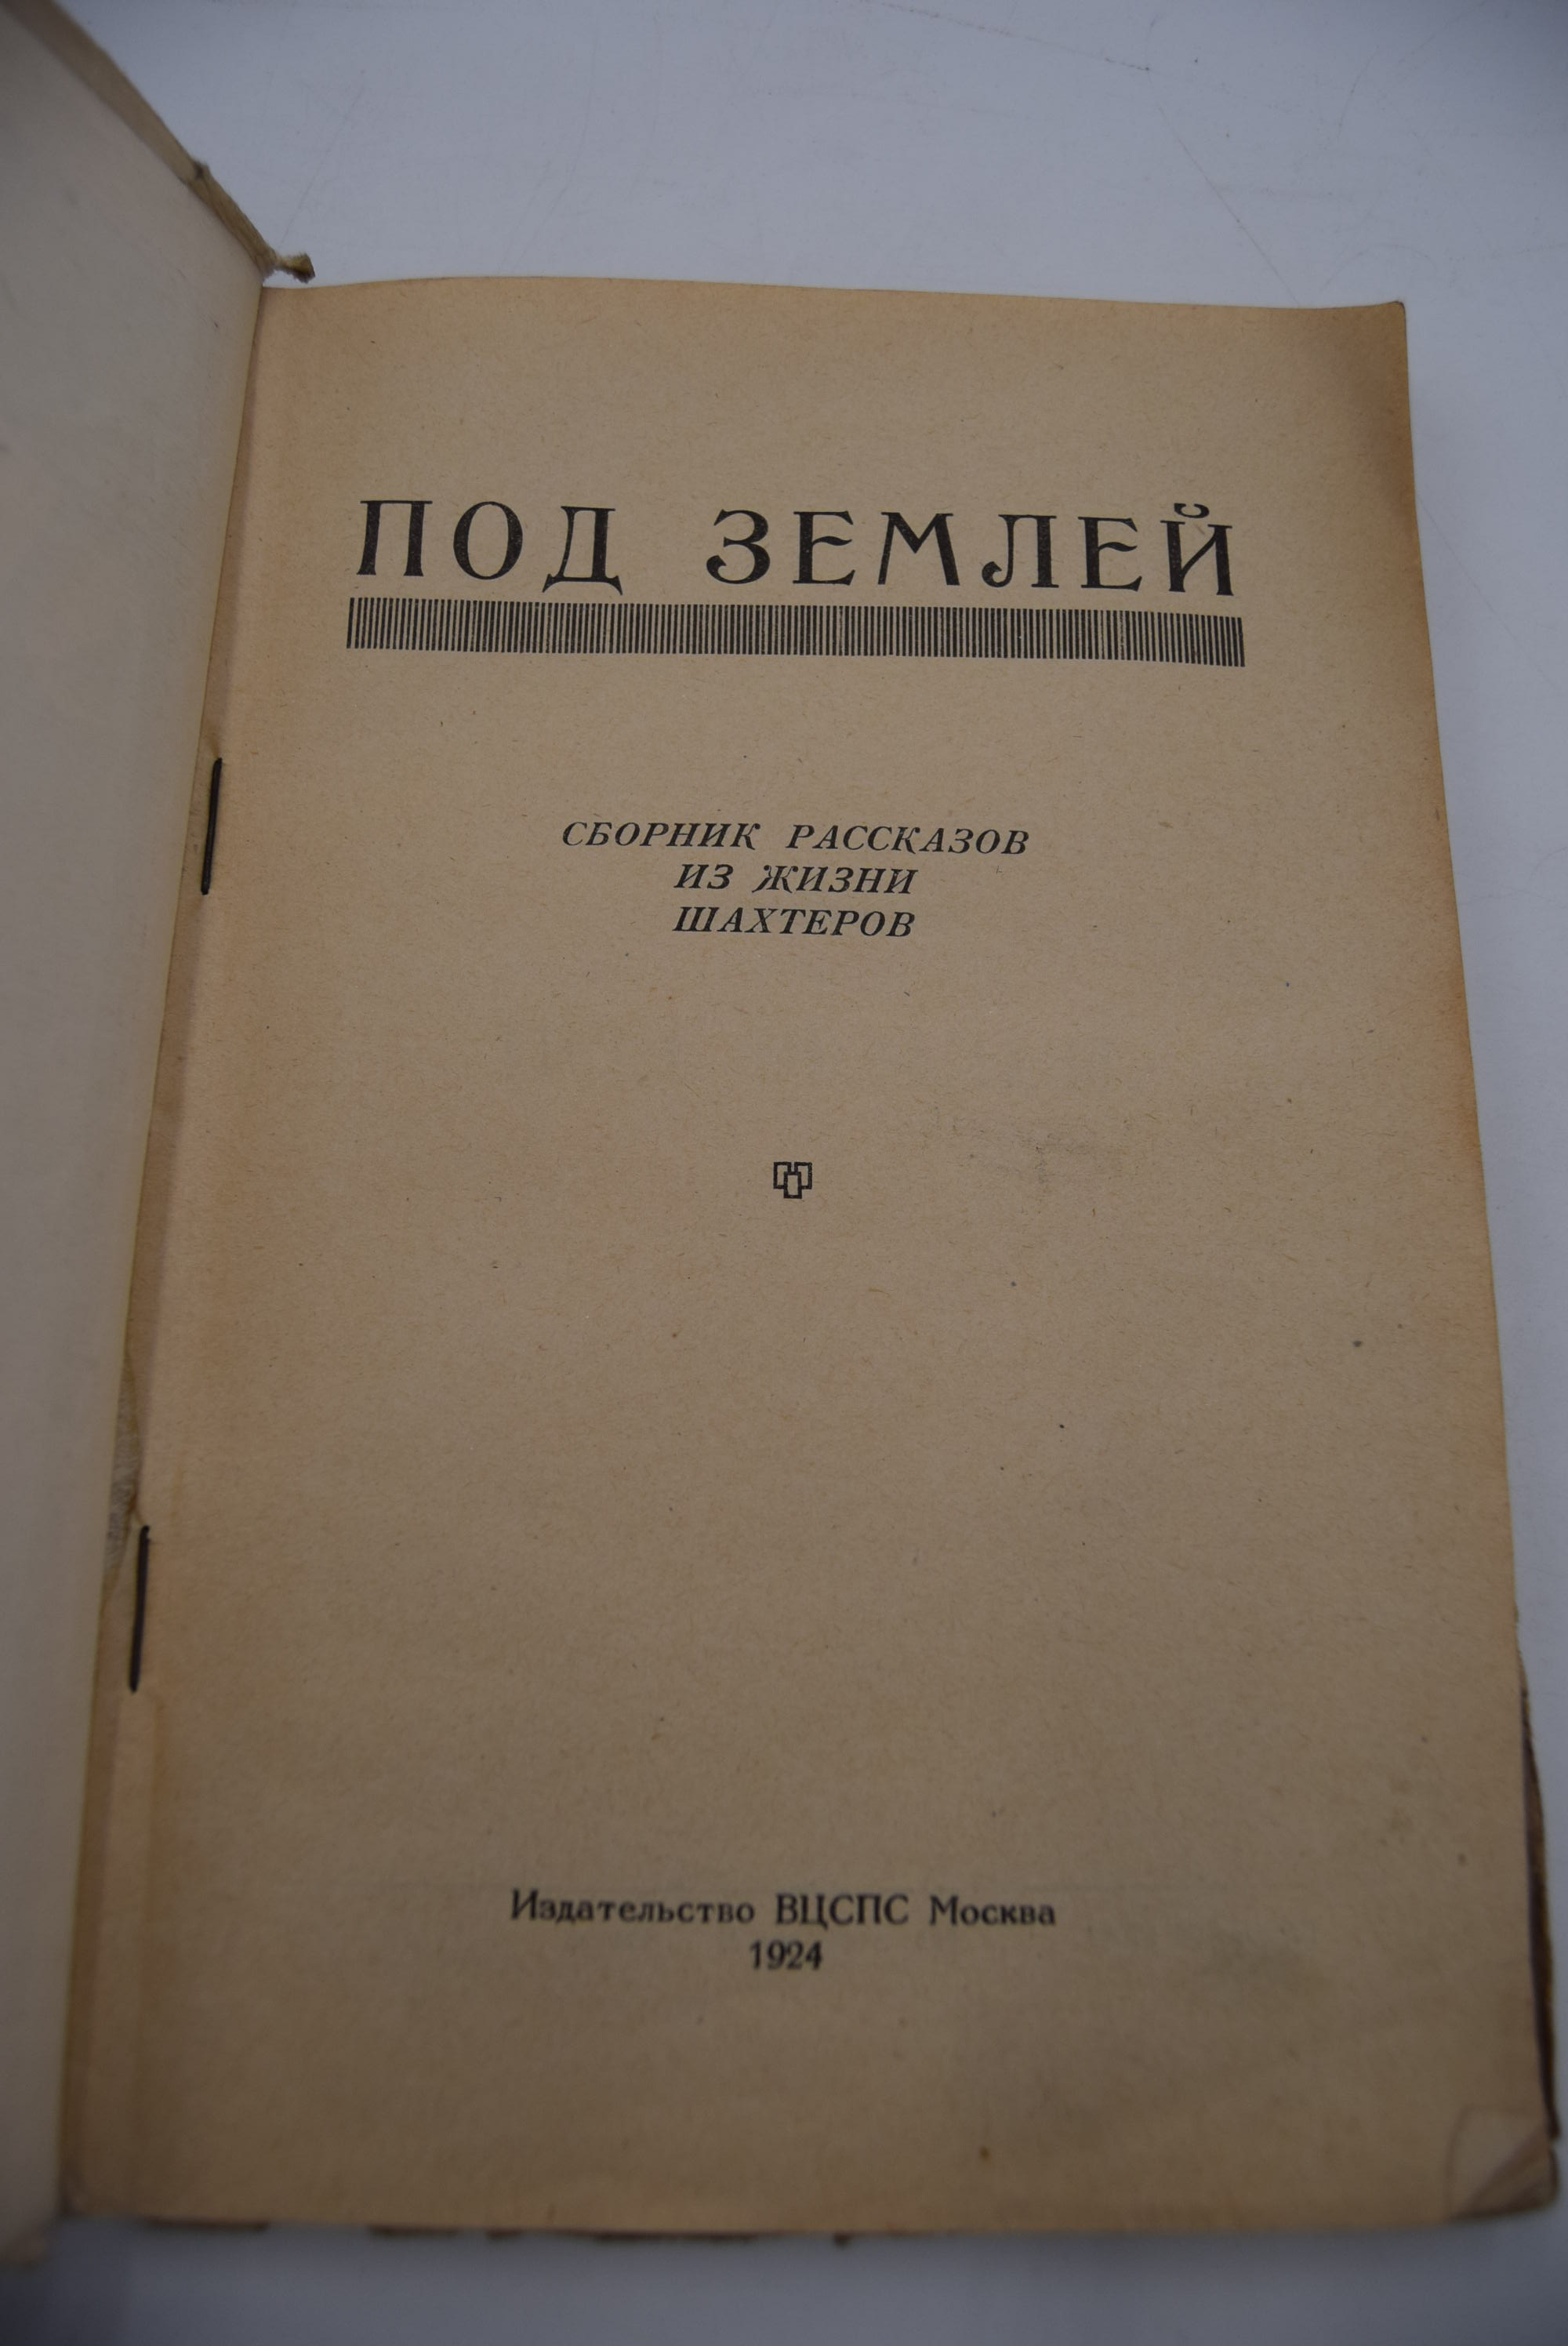 ПОД ЗЕМЛЕЙ
СБОРНИК РАССКАЗОВ
ИЗ ЖИЗНИ
ШАХТЕРОВ
Издательство ВЦСПС Москва
1924